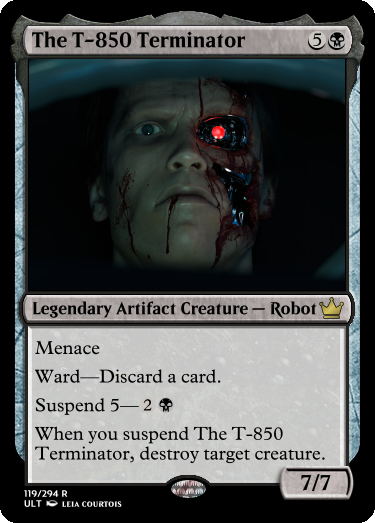 The T-850 Terminator 5
Legendary Artifact Creature — Robot
Menace
Ward—Discard a card.
Suspend 5— 2
When you suspend The T-850
Terminator, destroy target creature.
7/7
119/294 R
ULT LEIA COURTOIS